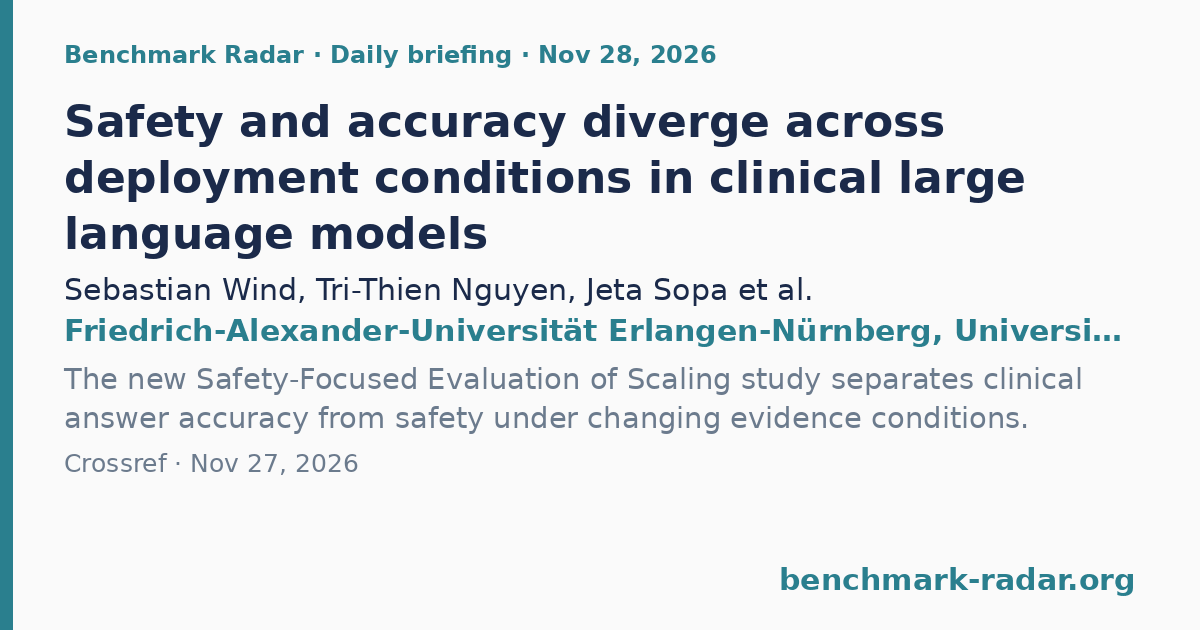 Benchmark Radar · Daily briefing · Nov 28, 2026
Safety and accuracy diverge across
deployment conditions in clinical large
language models
Sebastian Wind, Tri-Thien Nguyen, Jeta Sopa et al.
Friedrich-Alexander-Universität Erlangen-Nürnberg, Universi…
The new Safety-Focused Evaluation of Scaling study separates clinical
answer accuracy from safety under changing evidence conditions.
Crossref · Nov 27, 2026
benchmark-radar.org